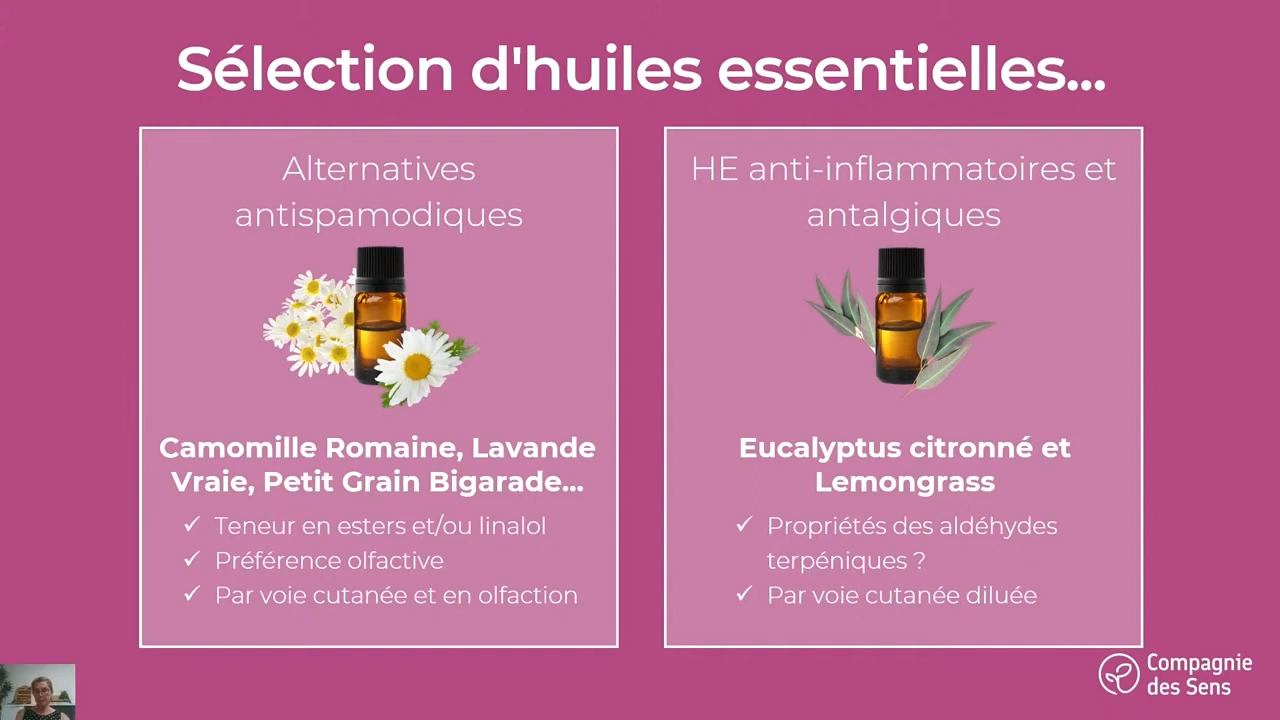 Sélection d'huiles essentielles...
Alternatives
antispamodiques
Camomille Romaine, Lavande
Vraie, Petit Grain Bigarade...
✓ Teneur en esters et/ou linalol
✓ Préférence olfactive
✓ Par voie cutanée et en olfaction
HE anti-inflammatoires et
antalgiques
Eucalyptus citronné et
Lemongrass
✓ Propriétés des aldéhydes
terpéniques ?
✓ Par voie cutanée diluée
Compagnie
des Sens